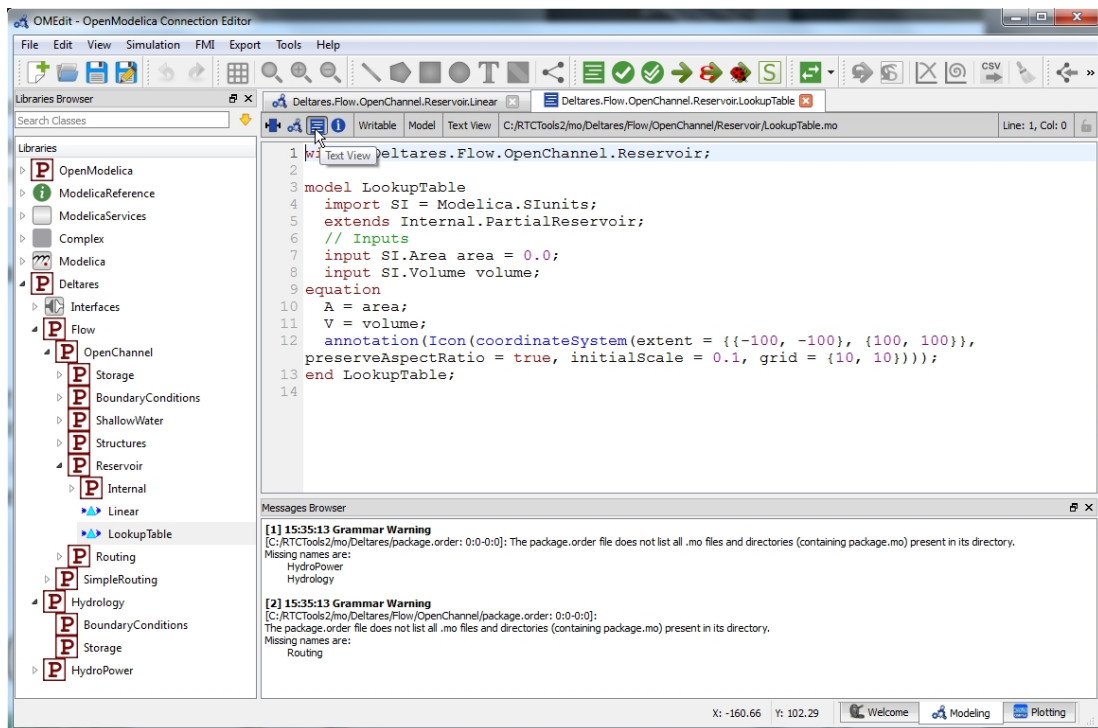 OMEdit - OpenModelica Connection Editor
File Edit View Simulation FMI Export Tools Help
T S CSV »
Libraries Browser
Deltares.Flow.OpenChannel.Reservoir.Linear
Deltares.Flow.OpenChannel.Reservoir.LookupTable
Search Classes
Writable Model Text View C:/RTCTools2/mo/Deltares/Flow/OpenChannel/Reservoir/LookupTable.mo Line: 1, Col: 0
Text View
Libraries
P OpenModelica
i ModelicaReference
ModelicaServices
Complex
Modelica
P Deltares
Interfaces
P Flow
P OpenChannel
P Storage
P BoundaryConditions
P ShallowWater
P Structures
P Reservoir
P Internal
Linear
LookupTable
P Routing
P SimpleRouting
P Hydrology
P BoundaryConditions
P Storage
P HydroPower
1 Deltares.Flow.OpenChannel.Reservoir;
2
3 model LookupTable
4 import SI = Modelica.SIunits;
5 extends Internal.PartialReservoir;
6 // Inputs
7 input SI.Area area = 0.0;
8 input SI.Volume volume;
9 equation
10 A = area;
11 V = volume;
12 annotation(Icon(coordinateSystem(extent = {{-100, -100}, {100, 100}},
preserveAspectRatio = true, initialScale = 0.1, grid = {10, 10})));
13 end LookupTable;
14
Messages Browser
[1] 15:35:13 Grammar Warning
[C:/RTCTools2/mo/Deltares/package.order: 0:0-0:0]: The package.order file does not list all .mo files and directories (containing package.mo) present in its directory.
Missing names are:
HydroPower
Hydrology
[2] 15:35:13 Grammar Warning
[C:/RTCTools2/mo/Deltares/Flow/OpenChannel/package.order: 0:0-0:0]:
The package.order file does not list all .mo files and directories (containing package.mo) present in its directory.
Missing names are:
Routing
X: -160.66 Y: 102.29 Welcome Modeling Plotting